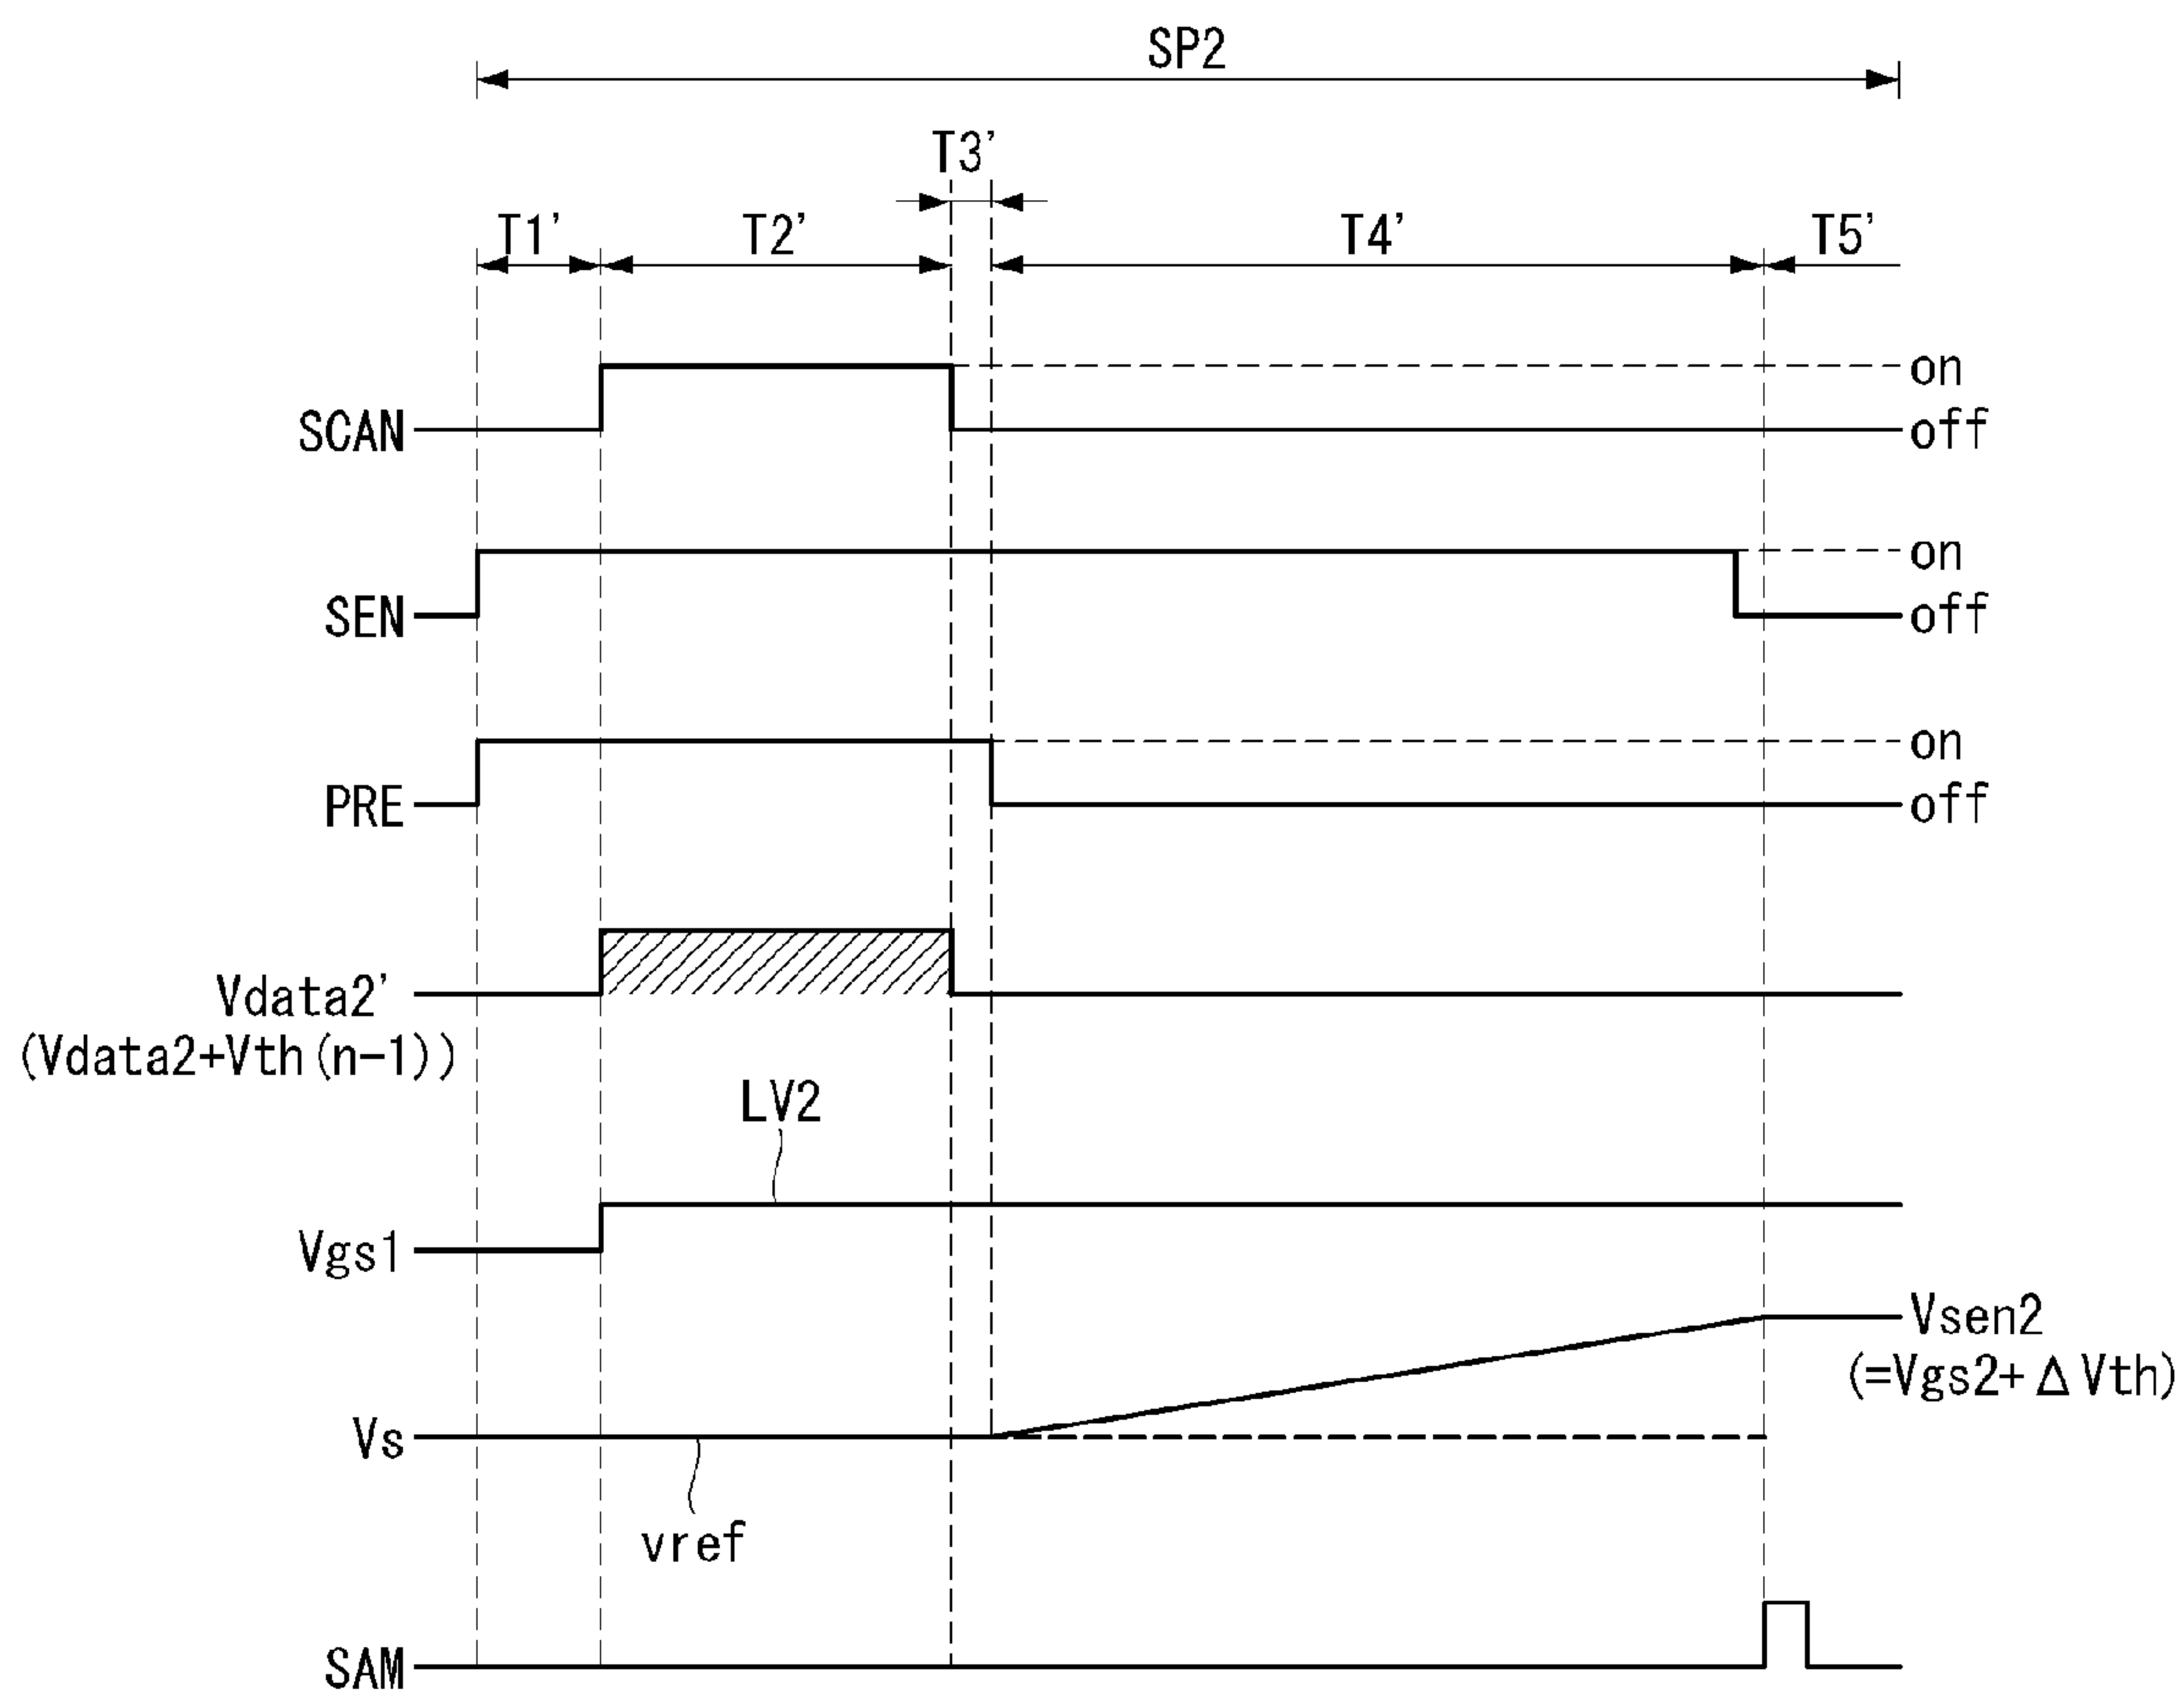 SP2
T3'
T1'
T2'
T4'
T5'
on
SCAN
off
on
SEN
off
on
PRE
off
Vdata2'
(Vdata2+Vth(n-1))
LV2
Vgs1
Vsen2
(=Vgs2+ΔVth)
Vs
vref
SAM